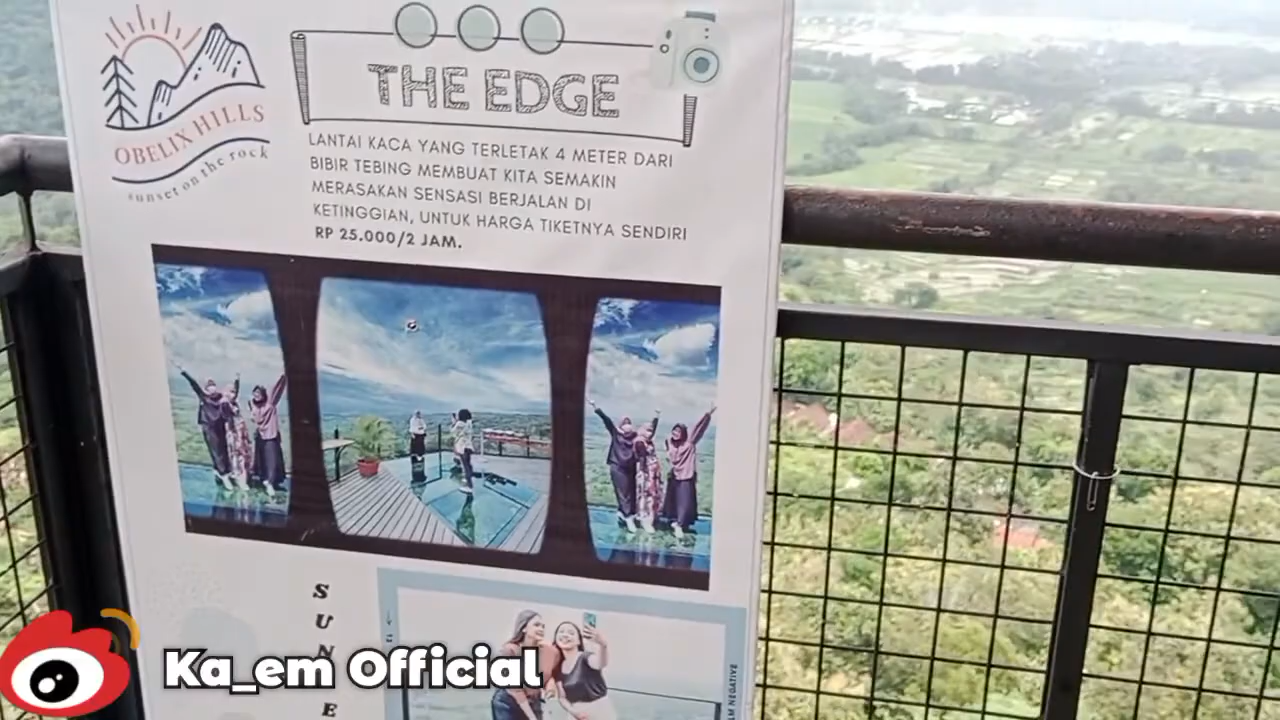 OBELIX HILLS
sunset on the rock
THE EDGE
LANTAI KACA YANG TERLETAK 4 METER DARI
BIBIR TEBING MEMBUAT KITA SEMAKIN
MERASAKAN SENSASI BERJALAN DI
KETINGGIAN, UNTUK HARGA TIKETNYA SENDIRI
RP 25.000/2 JAM.
SUNE
Ka_em Official